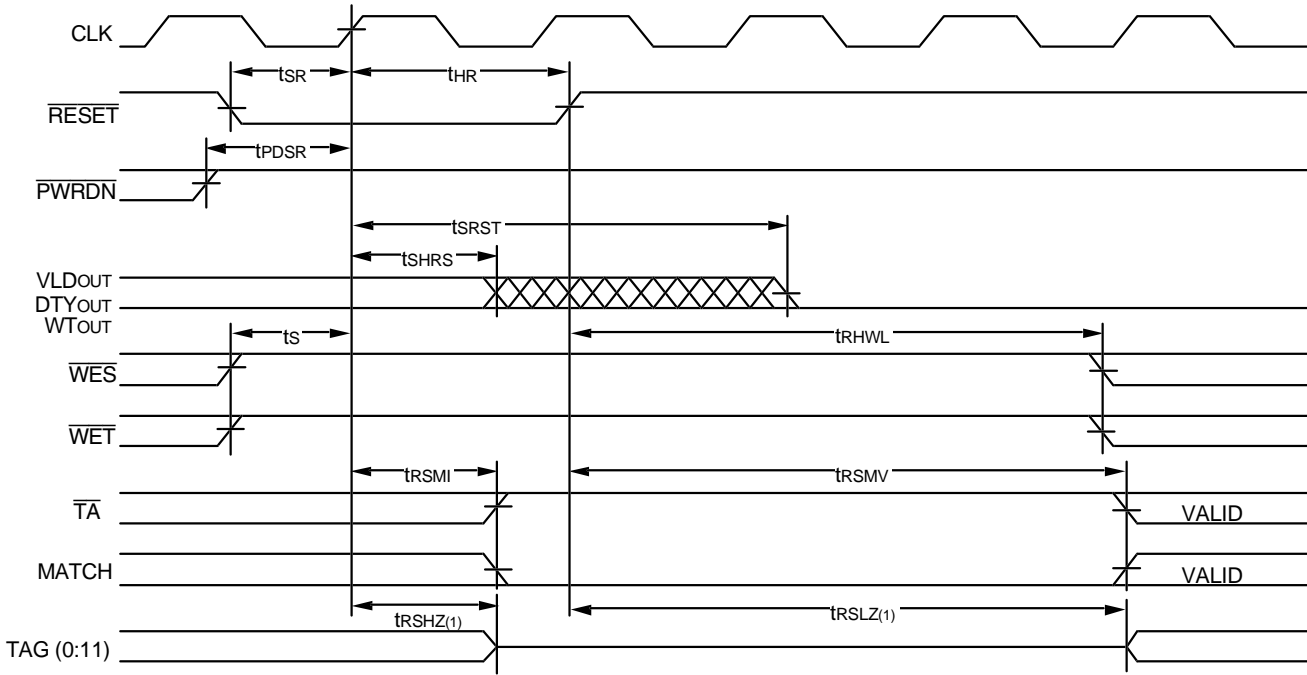 CLK
tSR
tHR
RESET
tPDSR
PWRDN
tSRST
tSHRS
VLDOUT
DTYOUT
WTOUT
tS
tRHWL
WES
WET
tRSMI
tRSMV
TA
VALID
MATCH
VALID
tRSHZ(1)
tRSLZ(1)
TAG (0:11)